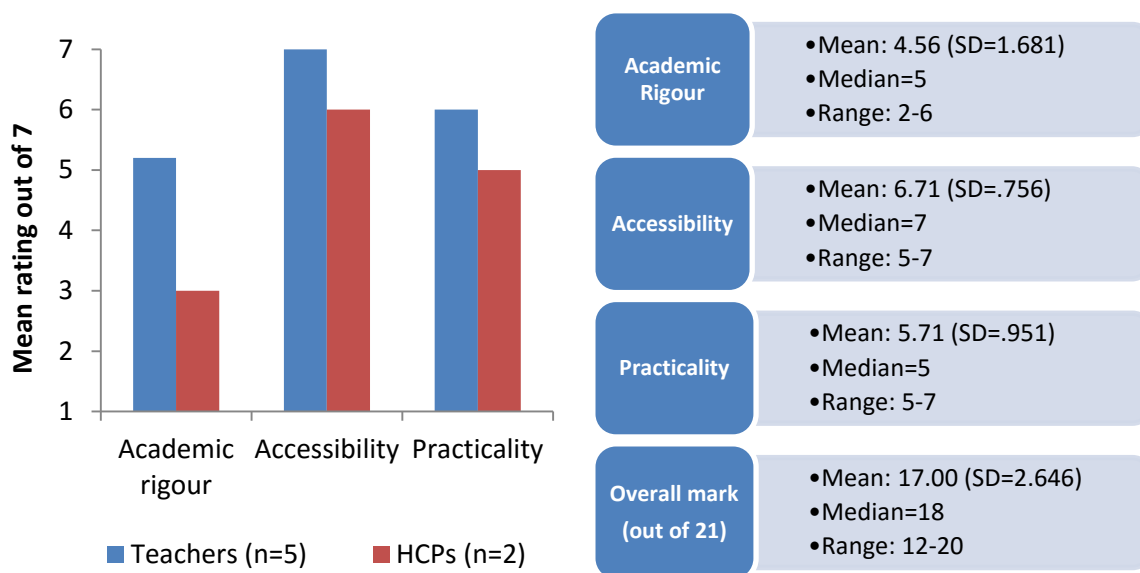 Mean rating out of 7
7
6
5
4
3
2
1
Academic
rigour
Accessibility
Practicality
Teachers (n=5)
HCPs (n=2)
Academic
Rigour
•Mean: 4.56 (SD=1.681)
•Median=5
•Range: 2-6
Accessibility
•Mean: 6.71 (SD=.756)
•Median=7
•Range: 5-7
Practicality
•Mean: 5.71 (SD=.951)
•Median=5
•Range: 5-7
Overall mark
(out of 21)
•Mean: 17.00 (SD=2.646)
•Median=18
•Range: 12-20